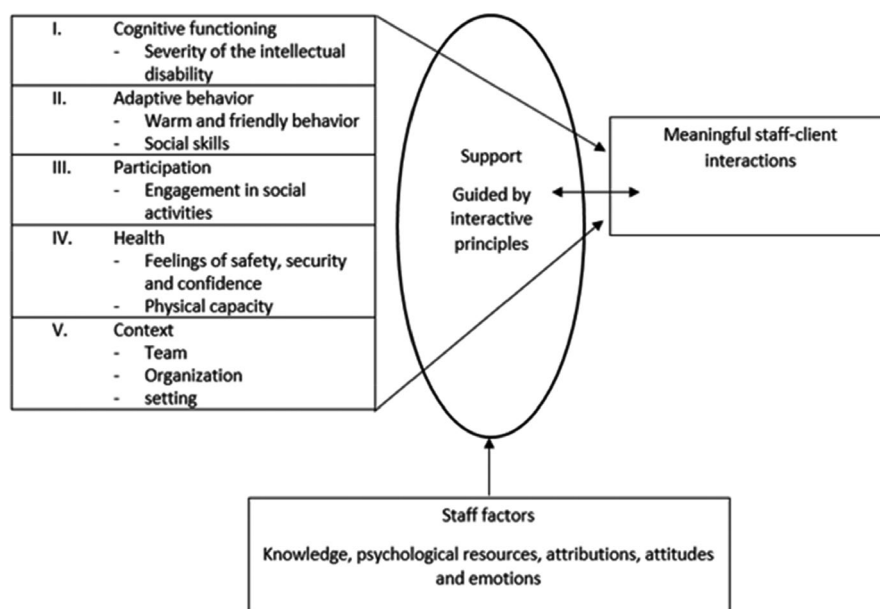 I. Cognitive functioning
- Severity of the intellectual
disability
II. Adaptive behavior
- Warm and friendly behavior
- Social skills
III. Participation
- Engagement in social
activities
IV. Health
- Feelings of safety, security
and confidence
- Physical capacity
V. Context
- Team
- Organization
- setting
Support
Guided by
interactive
principles
Meaningful staff-client
interactions
Staff factors
Knowledge, psychological resources, attributions, attitudes
and emotions